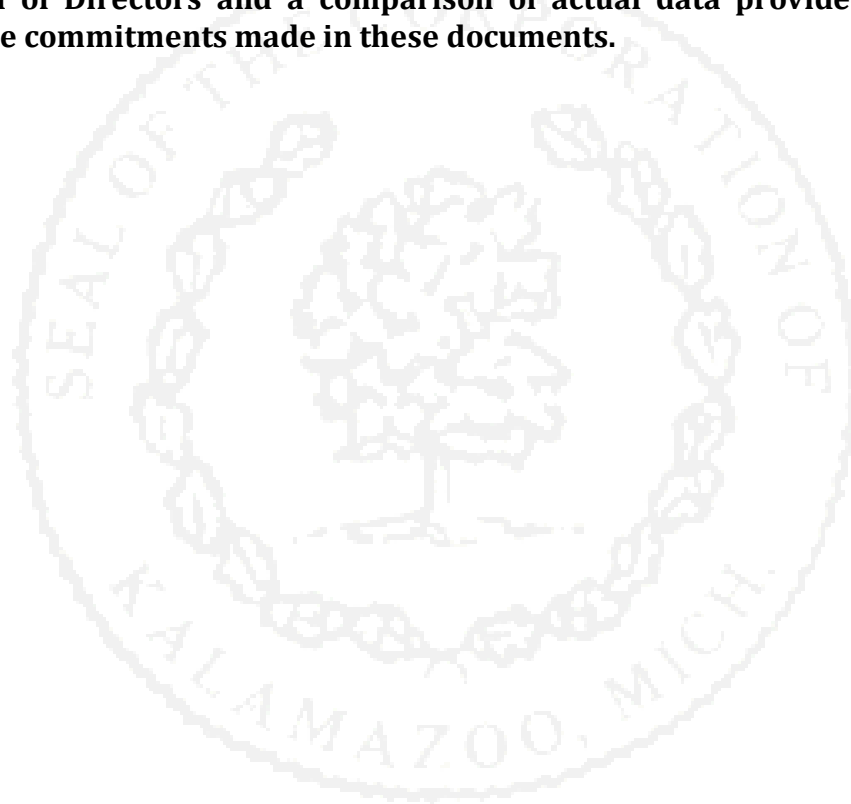 of Directors and a comparison of actual data provide
e commitments made in these documents.
SEAL OF THE CORPORATION OF
KALAMAZOO, MICH.